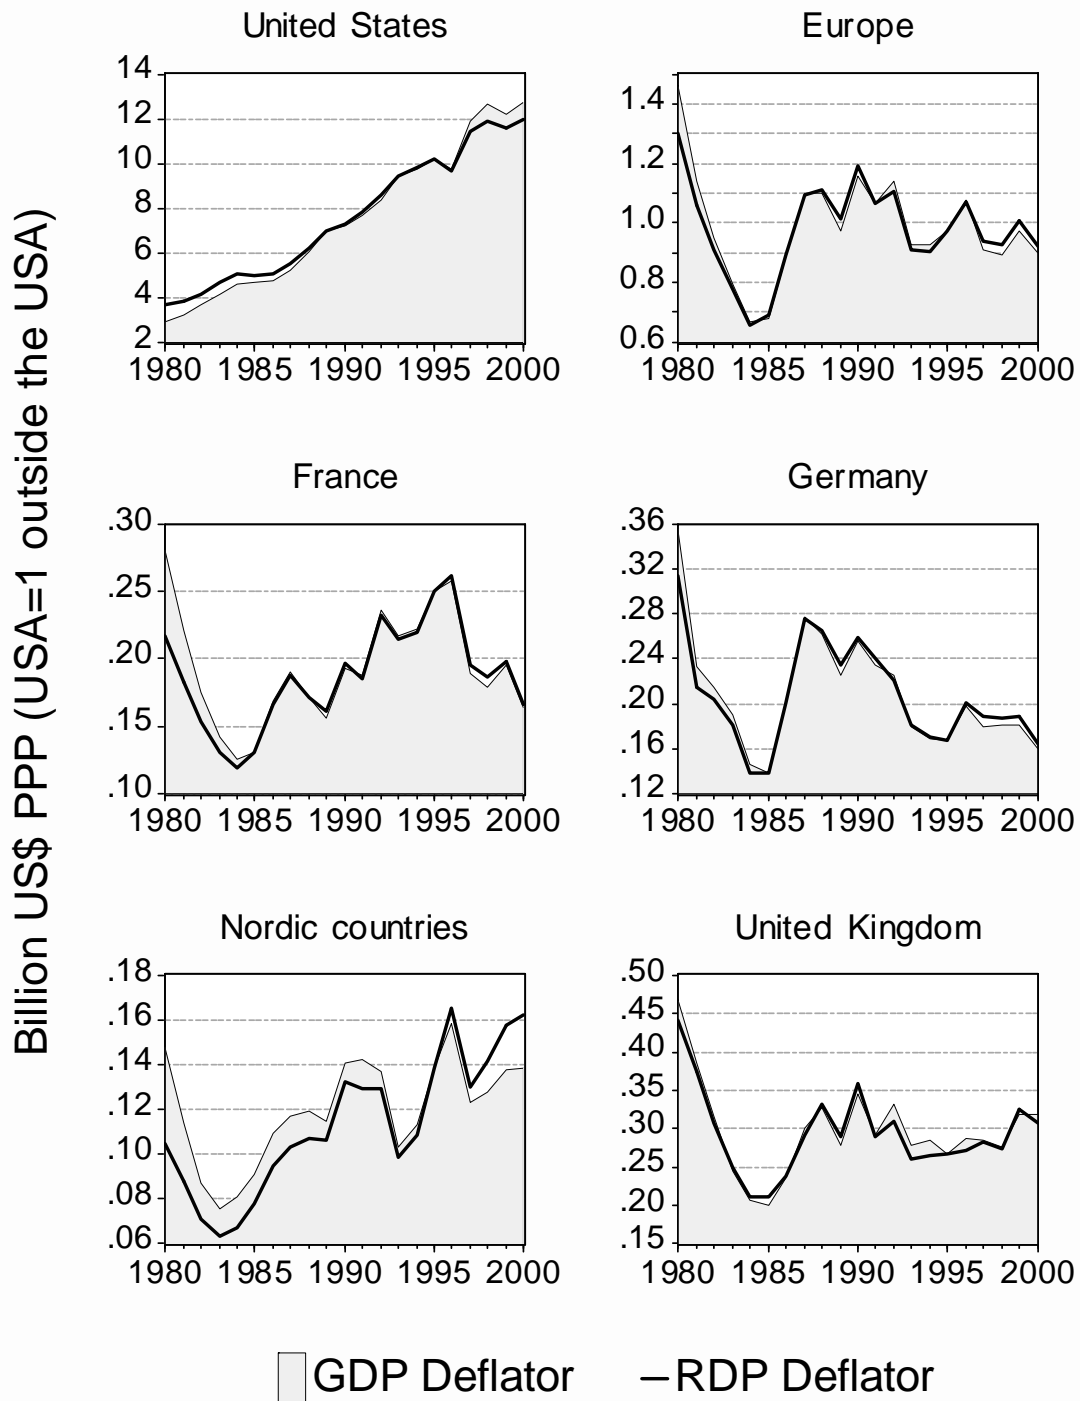 United States
Europe
14
12
10
8
6
4
2
1980 1985 1990 1995 2000
1.4
1.2
1.0
0.8
0.6
1980 1985 1990 1995 2000
Billion US$ PPP (USA=1 outside the USA)
France
Germany
.30
.25
.20
.15
.10
1980 1985 1990 1995 2000
.36
.32
.28
.24
.20
.16
.12
1980 1985 1990 1995 2000
Nordic countries
United Kingdom
.18
.16
.14
.12
.10
.08
.06
1980 1985 1990 1995 2000
.50
.45
.40
.35
.30
.25
.20
.15
1980 1985 1990 1995 2000
GDP Deflator
RDP Deflator